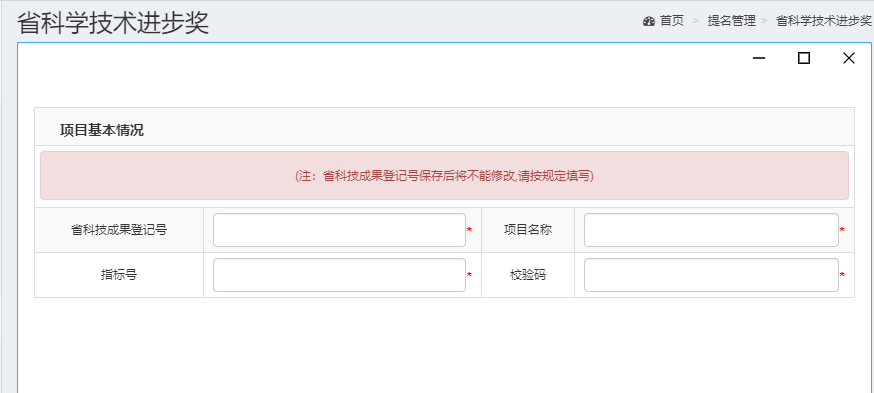 省科学技术进步奖
首页 > 提名管理 > 省科学技术进步奖
项目基本情况
(注：省科技成果登记号保存后将不能修改,请按规定填写)
省科技成果登记号 * 项目名称 *
指标号 * 校验码 *